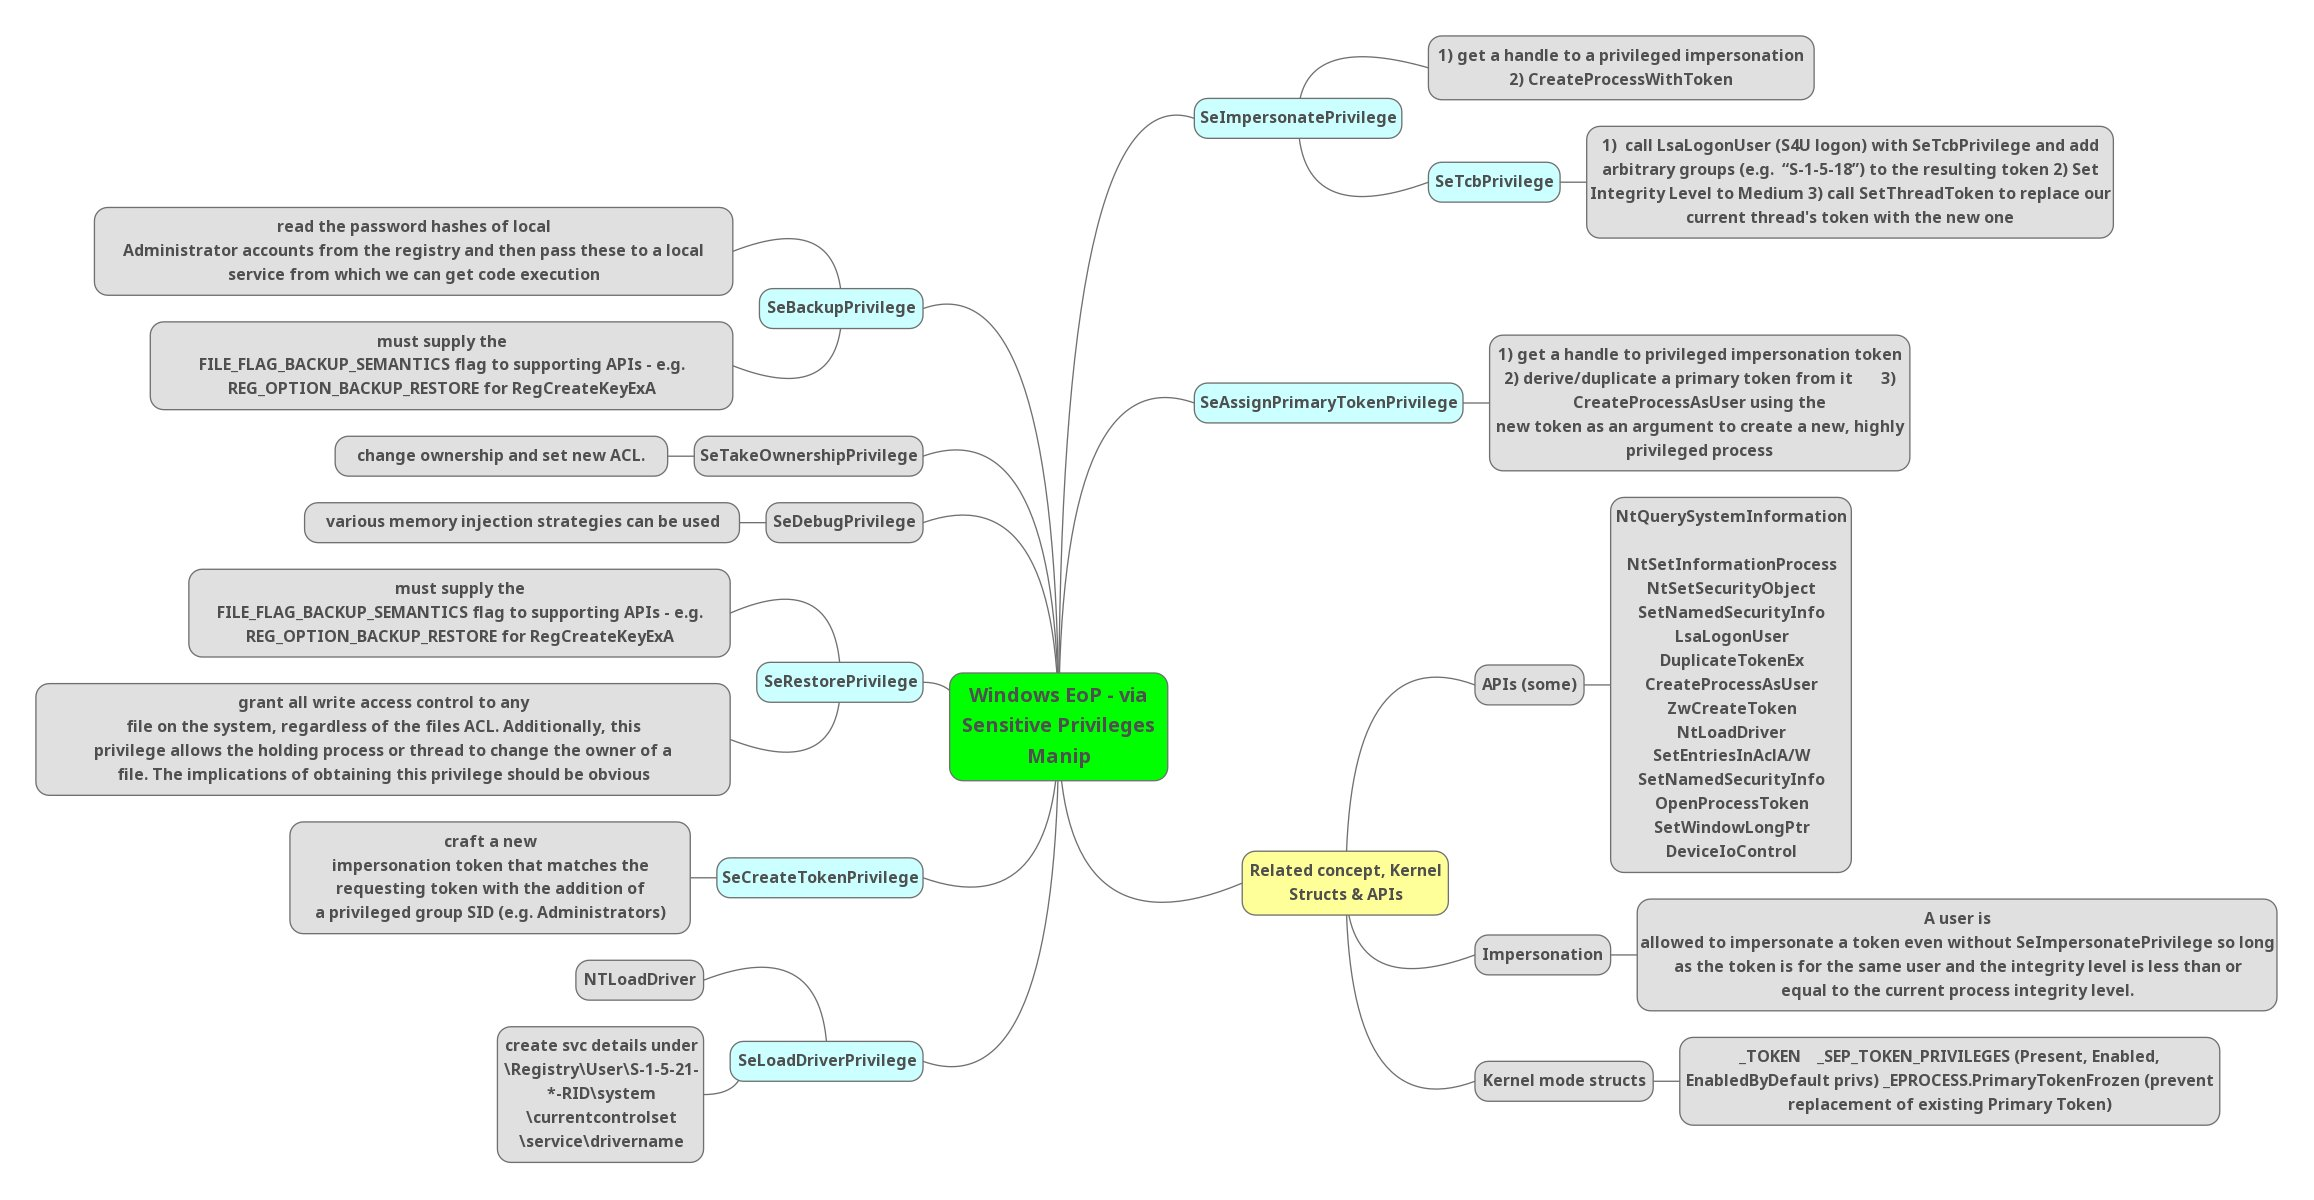 Windows EoP - via
Sensitive Privileges
Manip
SeImpersonatePrivilege
1) get a handle to a privileged impersonation
2) CreateProcessWithToken
SeTcbPrivilege
1)  call LsaLogonUser (S4U logon) with SeTcbPrivilege and add
arbitrary groups (e.g.  “S-1-5-18”) to the resulting token 2) Set
Integrity Level to Medium 3) call SetThreadToken to replace our
current thread's token with the new one
SeAssignPrimaryTokenPrivilege
1) get a handle to privileged impersonation token
2) derive/duplicate a primary token from it      3)
CreateProcessAsUser using the
new token as an argument to create a new, highly
privileged process
Related concept, Kernel
Structs & APIs
APIs (some)
NtQuerySystemInformation
NtSetInformationProcess
NtSetSecurityObject
SetNamedSecurityInfo
LsaLogonUser
DuplicateTokenEx
CreateProcessAsUser
ZwCreateToken
NtLoadDriver
SetEntriesInAclA/W
SetNamedSecurityInfo
OpenProcessToken
SetWindowLongPtr
DeviceIoControl
Impersonation
A user is
allowed to impersonate a token even without SeImpersonatePrivilege so long
as the token is for the same user and the integrity level is less than or
equal to the current process integrity level.
Kernel mode structs
_TOKEN    _SEP_TOKEN_PRIVILEGES (Present, Enabled,
EnabledByDefault privs) _EPROCESS.PrimaryTokenFrozen (prevent
replacement of existing Primary Token)
SeBackupPrivilege
read the password hashes of local
Administrator accounts from the registry and then pass these to a local
service from which we can get code execution
must supply the
FILE_FLAG_BACKUP_SEMANTICS flag to supporting APIs - e.g.
REG_OPTION_BACKUP_RESTORE for RegCreateKeyExA
SeTakeOwnershipPrivilege
change ownership and set new ACL.
SeDebugPrivilege
various memory injection strategies can be used
SeRestorePrivilege
must supply the
FILE_FLAG_BACKUP_SEMANTICS flag to supporting APIs - e.g.
REG_OPTION_BACKUP_RESTORE for RegCreateKeyExA
grant all write access control to any
file on the system, regardless of the files ACL. Additionally, this
privilege allows the holding process or thread to change the owner of a
file. The implications of obtaining this privilege should be obvious
SeCreateTokenPrivilege
craft a new
impersonation token that matches the
requesting token with the addition of
a privileged group SID (e.g. Administrators)
SeLoadDriverPrivilege
NTLoadDriver
create svc details under
\Registry\User\S-1-5-21-
*-RID\system
\currentcontrolset
\service\drivername